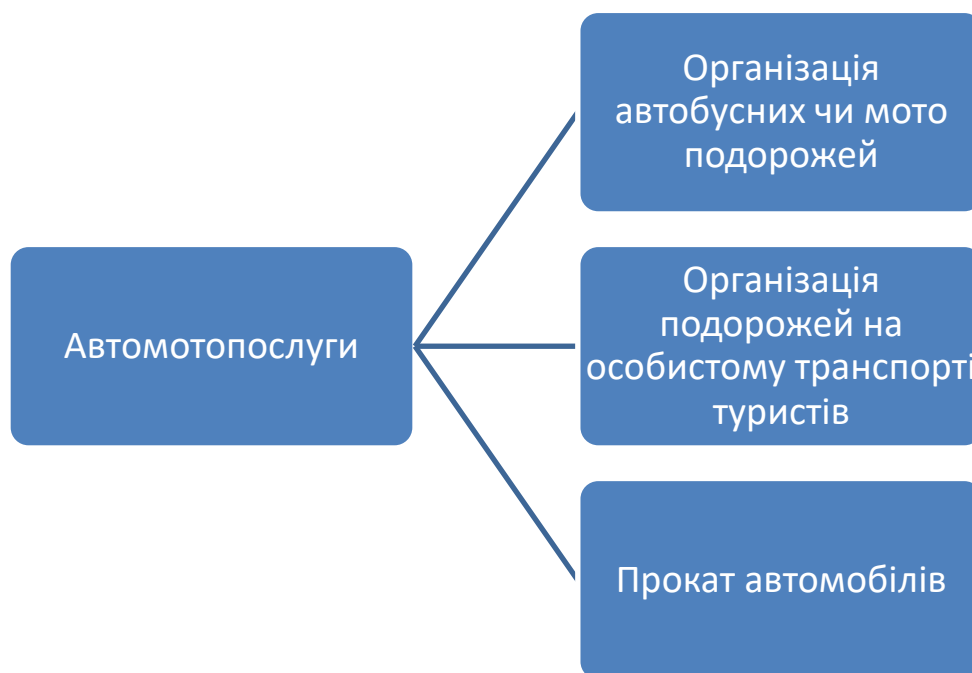 Організація
автобусних чи мото
подорожей
Автомотопослуги
Організація
подорожей на
особистому транспорті
туристів
Прокат автомобілів